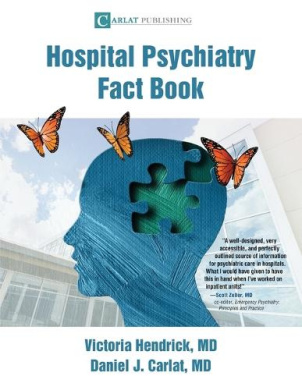 CARLAT PUBLISHING
Hospital Psychiatry
Fact Book
"A well-designed, very
accessible, and perfectly
outlined source of information
for psychiatric care in hospitals.
What I would have given to have
this in hand when I've worked on
inpatient units!"
—Scott Zeller, MD
co-editor, Emergency Psychiatry:
Principles and Practice
Victoria Hendrick, MD
Daniel J. Carlat, MD